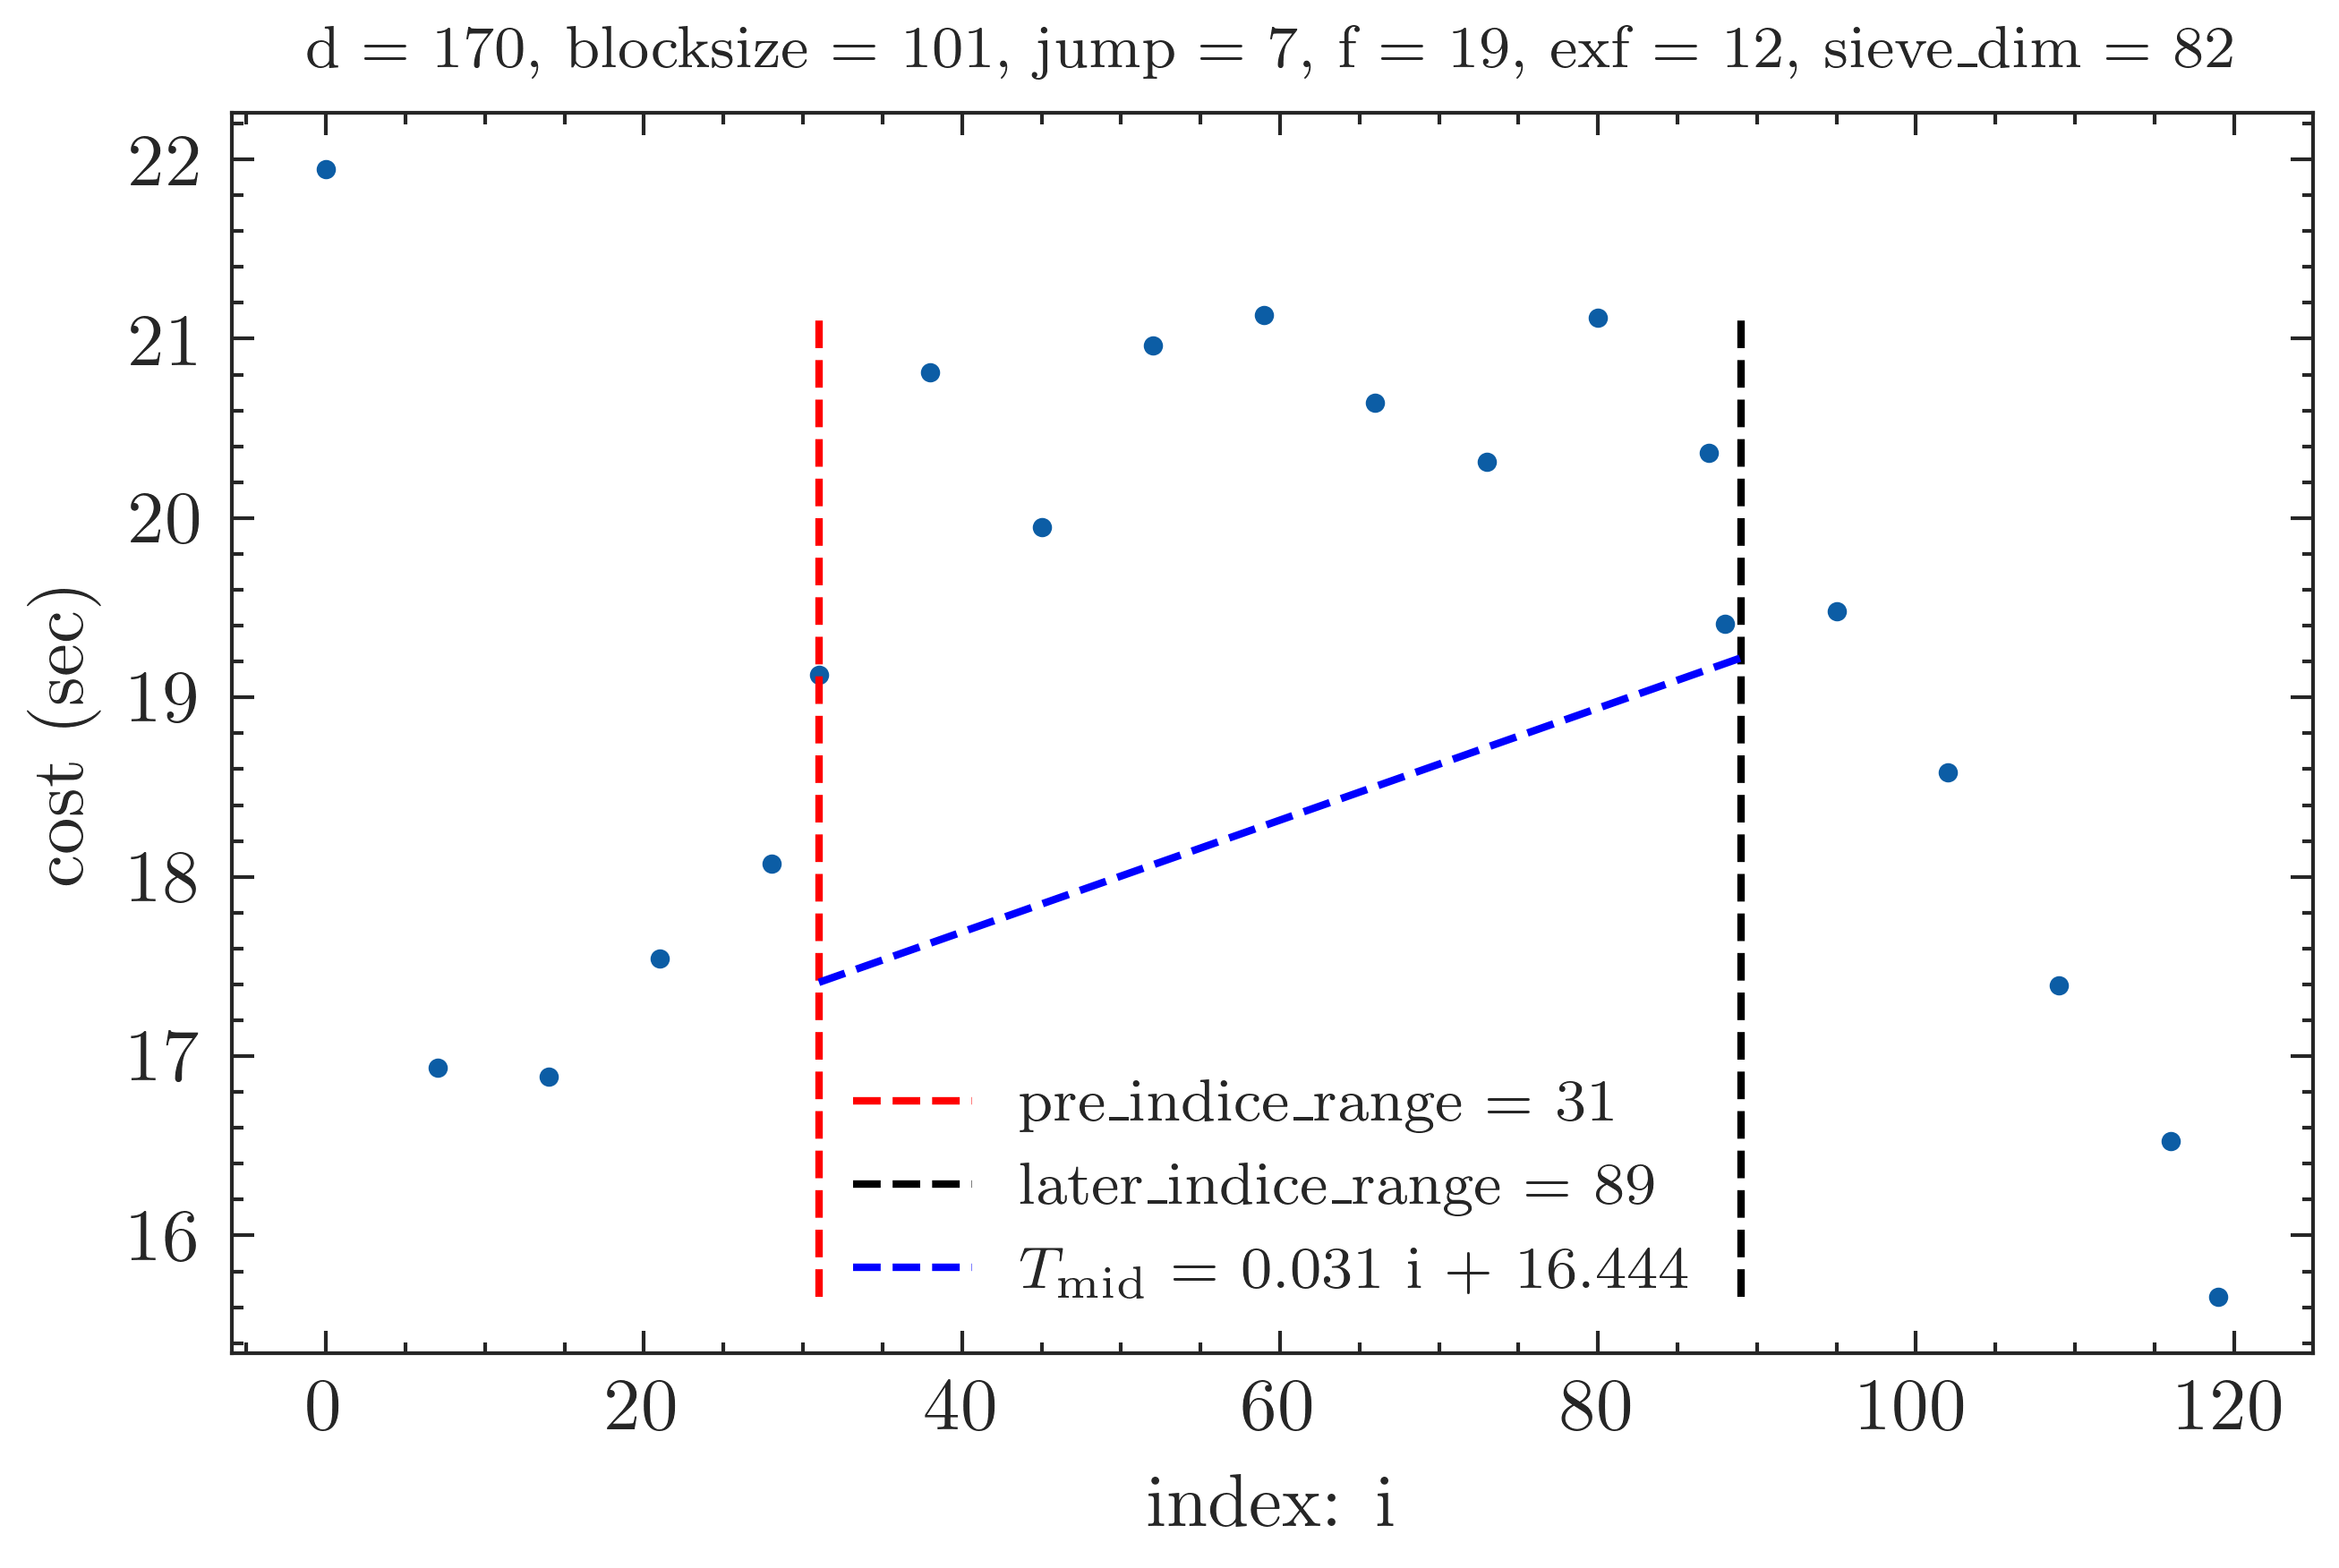 d = 170, blocksize = 101, jump = 7, f = 19, exf = 12, sieve_dim = 82
22
21
20
19
18
17
16
cost (sec)
pre_indice_range = 31
later_indice_range = 89
T_mid = 0.031 i + 16.444
0 20 40 60 80 100 120
index: i